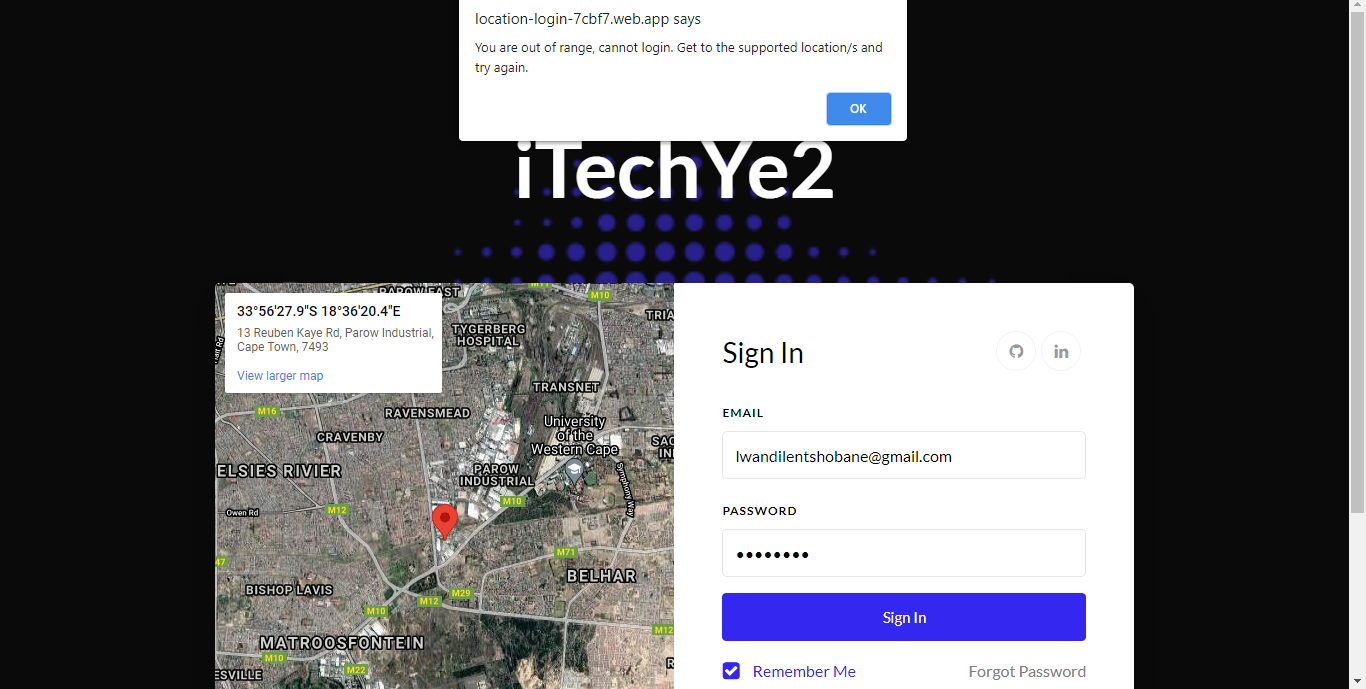 location-login-7cbf7.web.app says
You are out of range, cannot login. Get to the supported location/s and
try again.
OK
iTechYe2
33°56'27.9"S 18°36'20.4"E
13 Reuben Kaye Rd, Parow Industrial,
Cape Town, 7493
View larger map
PAROW EAST
M11
M10
TYGERBERG
HOSPITAL
TRANSNET
M16
RAVENSMEAD
CRAVENBY
University
of the
Western Cape
ELSIES RIVIER
PAROW
INDUSTRIAL
M10
Symphony Way
Owen Rd
M12
47
M71
BELHAR
BISHOP LAVIS
M29
M12
M10
M12
MATROOSFONTEIN
M10
M22
ESVILLE
Sign In
in
EMAIL
lwandilentshobane@gmail.com
PASSWORD
Sign In
Remember Me
Forgot Password